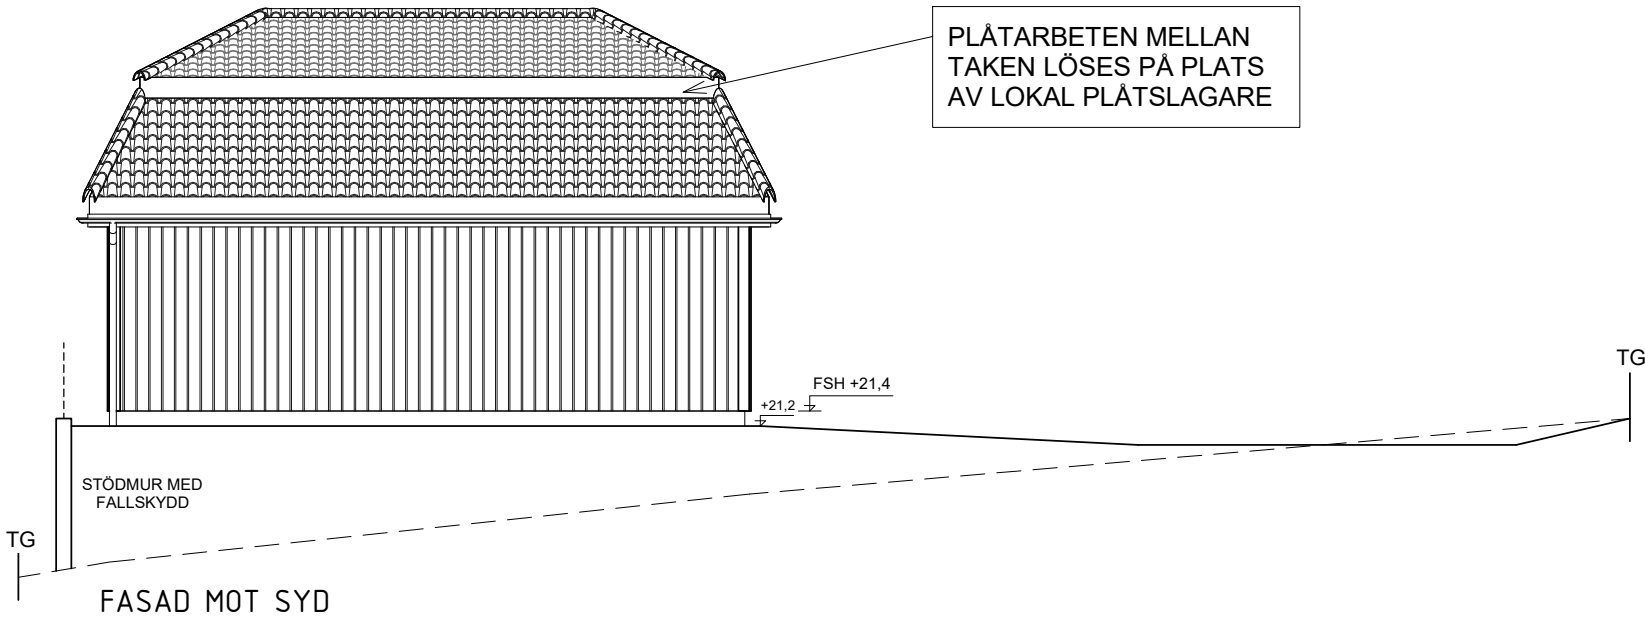 PLÅTARBETEN MELLAN
TAKEN LÖSES PÅ PLATS
AV LOKAL PLÅTSLAGARE
TG
FSH +21,4
+21,2
STÖDMUR MED
FALLSKYDD
TG
FASAD MOT SYD